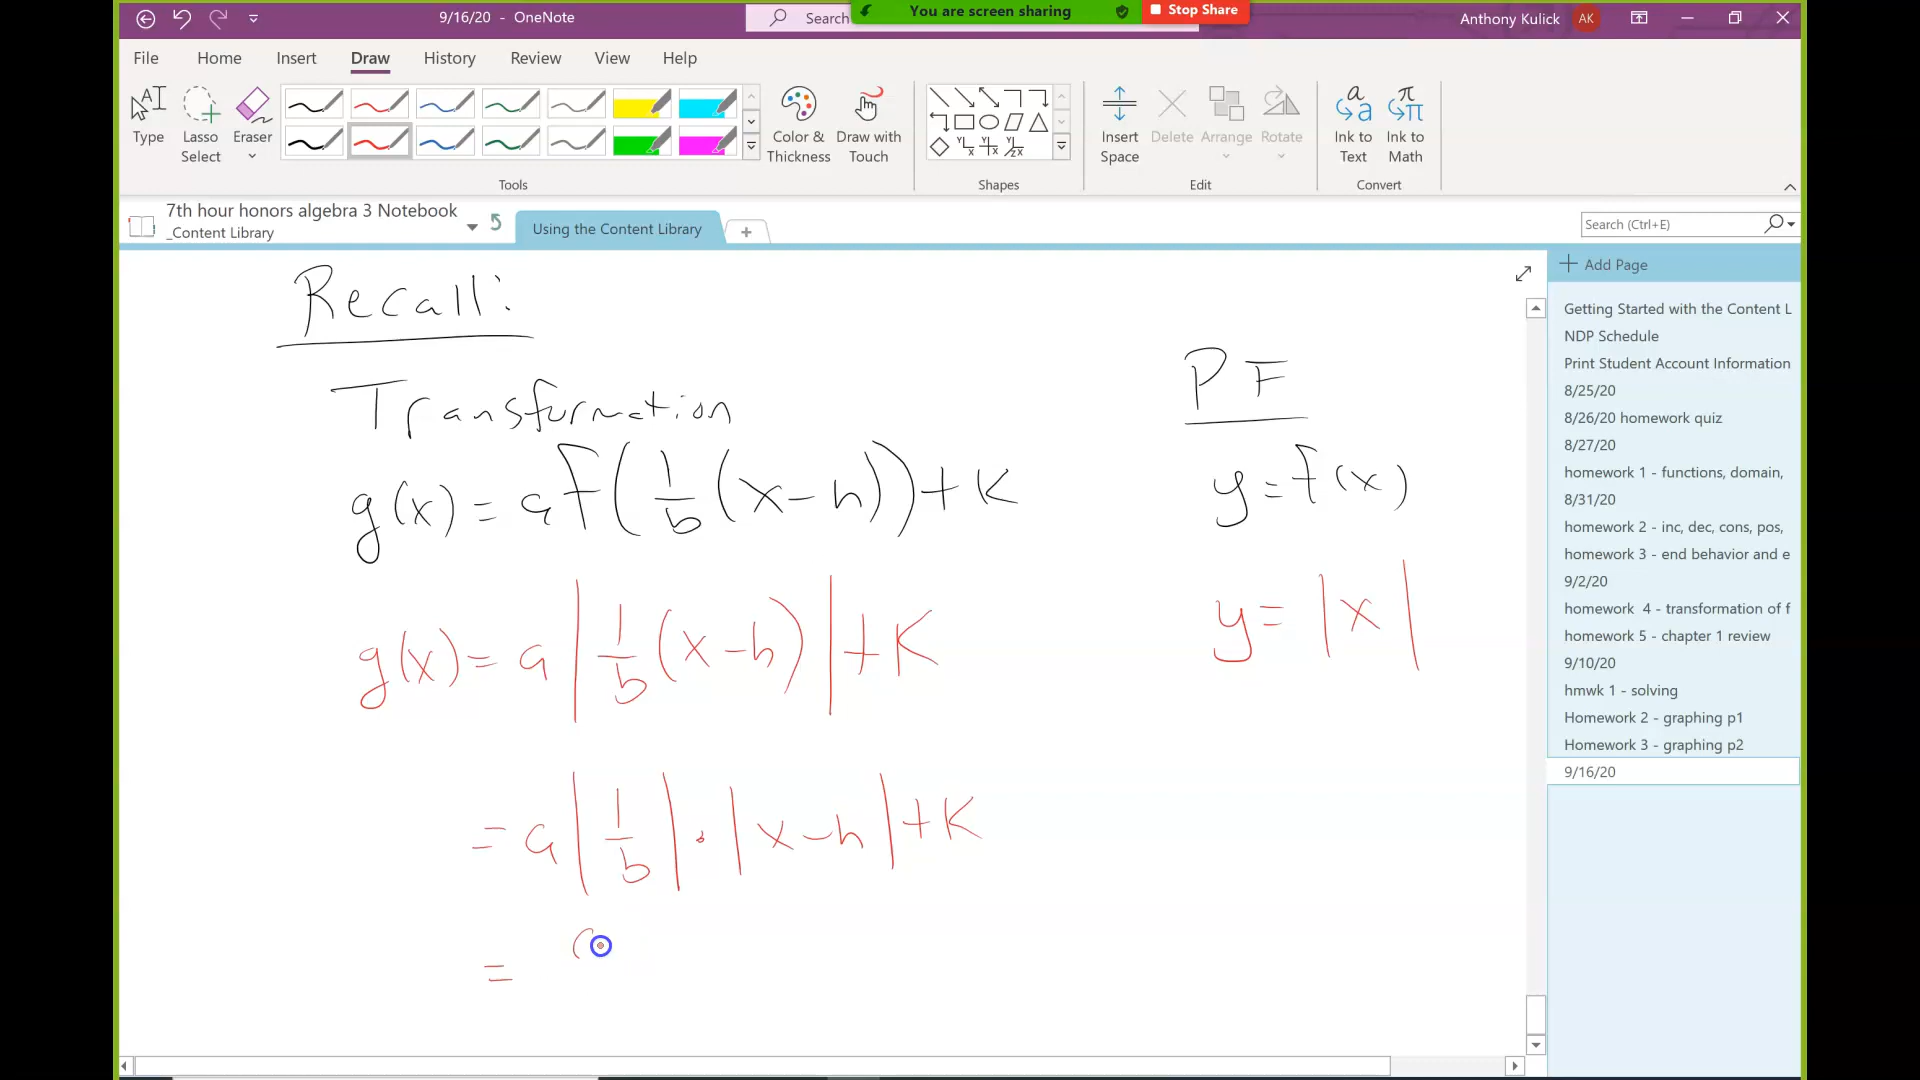 9/16/20 - OneNote
Search
You are screen sharing
Stop Share
Anthony Kulick
AK
File Home Insert Draw History Review View Help
Type
Lasso Select
Eraser
Color & Thickness
Draw with Touch
Insert Space
Delete
Arrange
Rotate
Ink to Text
Ink to Math
Tools
Shapes
Edit
Convert
7th hour honors algebra 3 Notebook
_Content Library
Using the Content Library
Search (Ctrl+E)
Recall:
Transformation
g(x) = af(1/b(x-h))+K
g(x) = a|1/b(x-h)|+K
= a|1/b|·|x-h|+K
=
PF
y=f(x)
y=|x|
Add Page
Getting Started with the Content L
NDP Schedule
Print Student Account Information
8/25/20
8/26/20 homework quiz
8/27/20
homework 1 - functions, domain,
8/31/20
homework 2 - inc, dec, cons, pos,
homework 3 - end behavior and e
9/2/20
homework  4 - transformation of f
homework 5 - chapter 1 review
9/10/20
hmwk 1 - solving
Homework 2 - graphing p1
Homework 3 - graphing p2
9/16/20